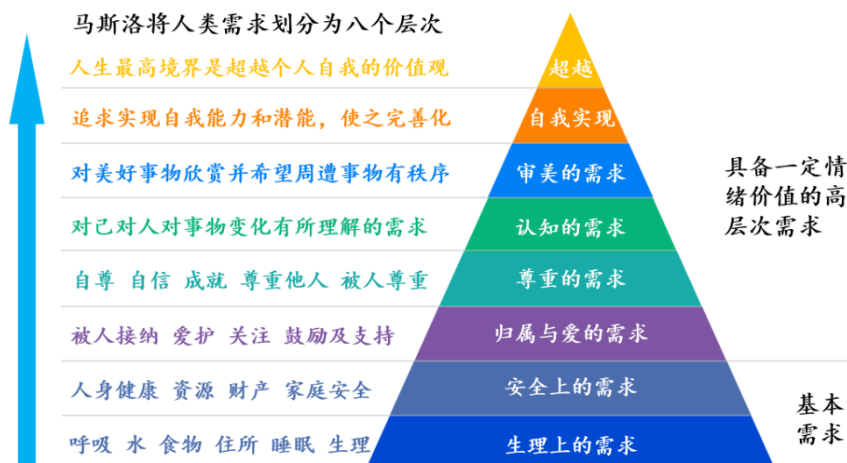 马斯洛将人类需求划分为八个层次
人生最高境界是超越个人自我的价值观
超越
追求实现自我能力和潜能，使之完善化
自我实现
对美好事物欣赏并希望周遭事物有秩序
审美的需求
对己对人对事物变化有所理解的需求
认知的需求
自尊 自信 成就 尊重他人 被人尊重
尊重的需求
被人接纳 爱护 关注 鼓励及支持
归属与爱的需求
人身健康 资源 财产 家庭安全
安全上的需求
呼吸 水 食物 住所 睡眠 生理
生理上的需求
具备一定情
绪价值的高
层次需求
基本
需求